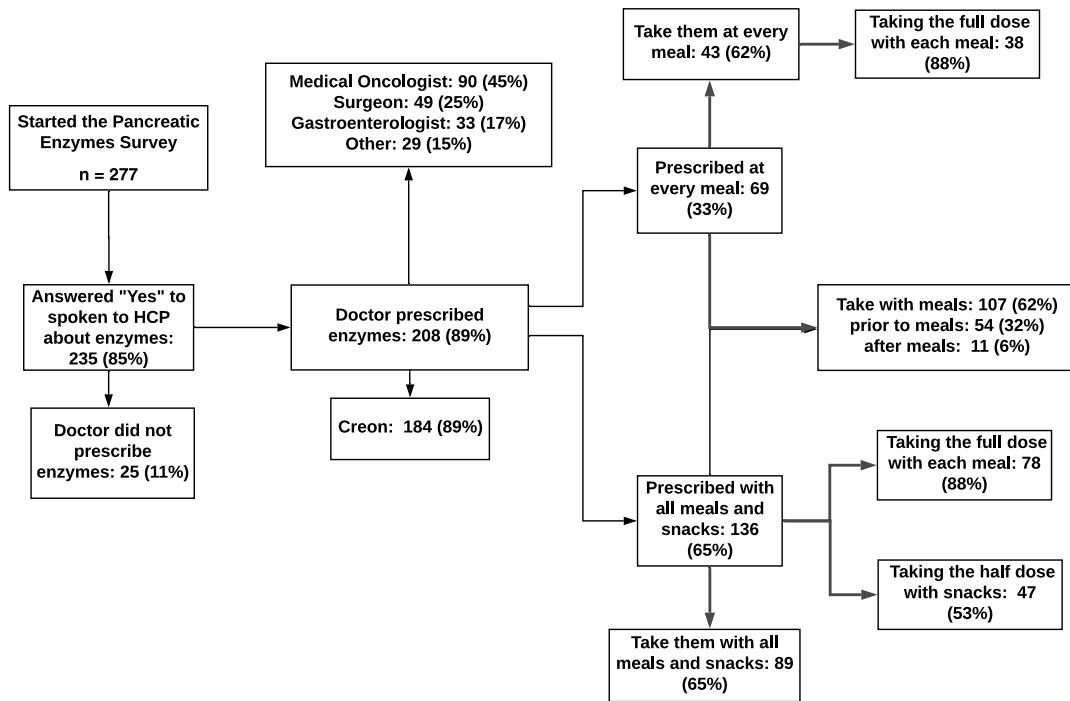 Started the Pancreatic
Enzymes Survey
n = 277
Answered "Yes" to
spoken to HCP
about enzymes:
235 (85%)
Doctor did not
prescribe
enzymes: 25 (11%)
Medical Oncologist: 90 (45%)
Surgeon: 49 (25%)
Gastroenterologist: 33 (17%)
Other: 29 (15%)
Doctor prescribed
enzymes: 208 (89%)
Creon: 184 (89%)
Take them at every
meal: 43 (62%)
Taking the full dose
with each meal: 38
(88%)
Prescribed at
every meal: 69
(33%)
Take with meals: 107 (62%)
prior to meals: 54 (32%)
after meals: 11 (6%)
Prescribed with
all meals and
snacks: 136
(65%)
Taking the full dose
with each meal: 78
(88%)
Taking the half dose
with snacks: 47
(53%)
Take them with all
meals and snacks: 89
(65%)